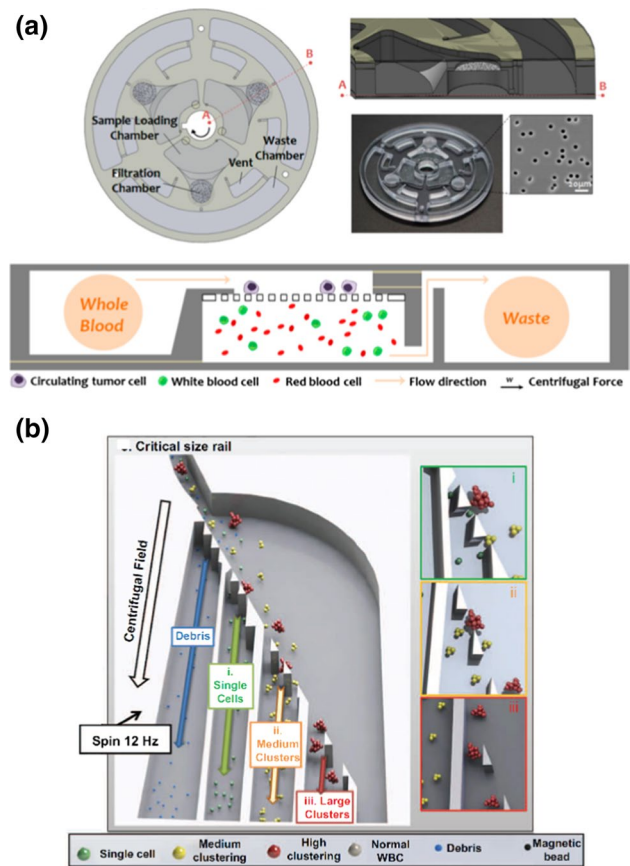 (a)
B
A
Sample Loading
Chamber
Waste
Chamber
Vent
Filtration
Chamber
A
B
20μm
Whole
Blood
Waste
Circulating tumor cell
White blood cell
Red blood cell
Flow direction
w
Centrifugal Force
(b)
Critical size rail
Centrifugal Field
Debris
i.
Single
Cells
ii.
Medium
Clusters
iii. Large
Clusters
Spin 12 Hz
i
ii
iii
Single cell
Medium
clustering
High
clustering
Normal
WBC
Debris
Magnetic
bead